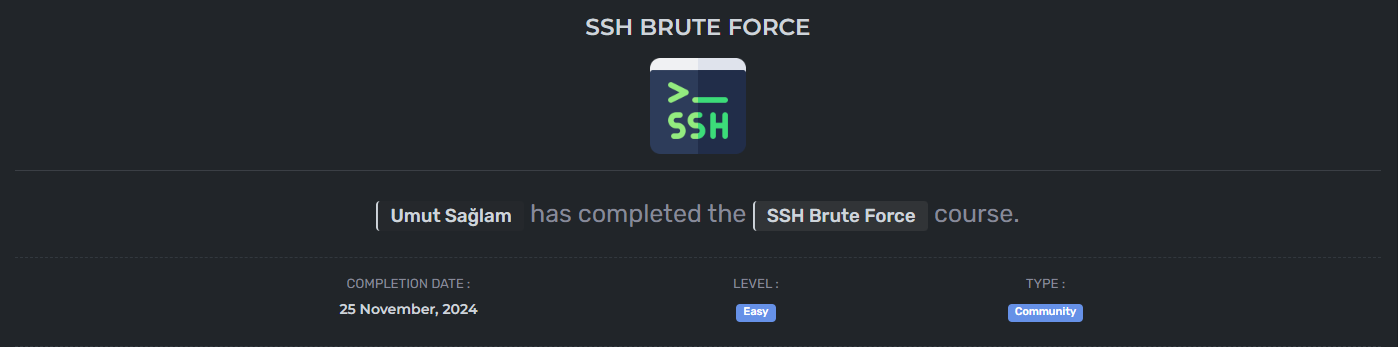 SSH BRUTE FORCE
>_
SSH
Umut Sağlam has completed the SSH Brute Force course.
COMPLETION DATE : LEVEL : TYPE :
25 November, 2024 Easy Community